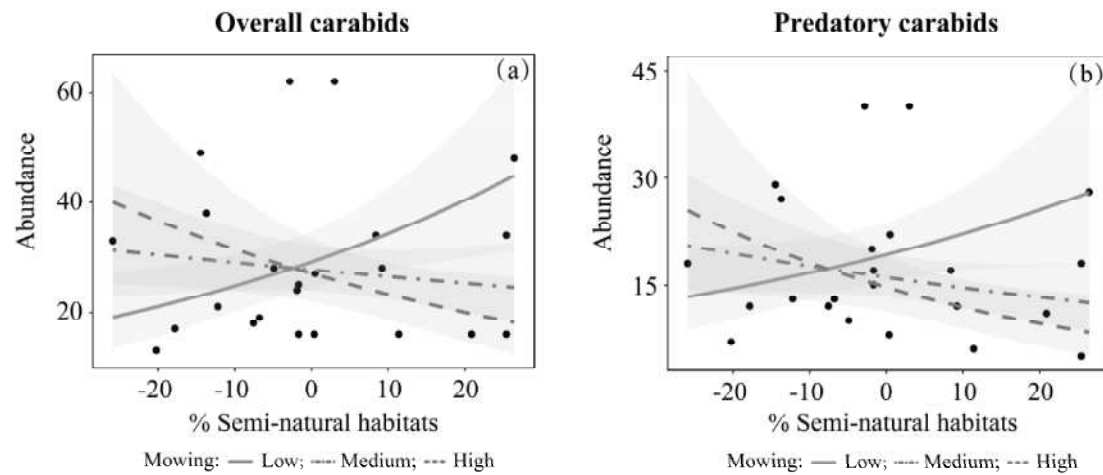 Overall carabids
Predatory carabids
(a)
60
40
20
Abundance
-20 -10 0 10 20
% Semi-natural habitats
Mowing: Low; Medium; High
(b)
45
30
15
Abundance
-20 -10 0 10 20
% Semi-natural habitats
Mowing: Low; Medium; High